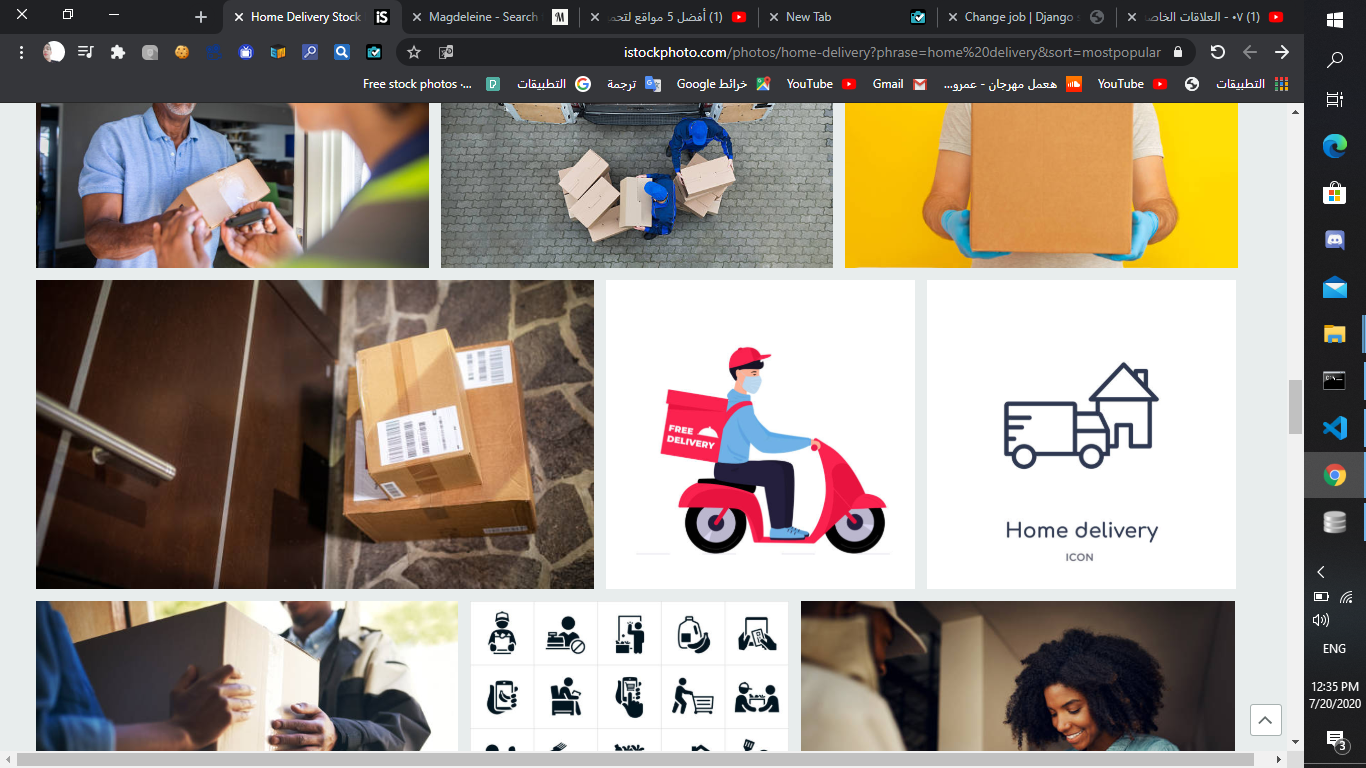 Home Delivery Stock
iS
Magdeleine - Search
M
(1) أفضل 5 مواقع لتحم
New Tab
Change job | Django s
(1) ٠٧ - العلاقات الخاص
istockphoto.com/photos/home-delivery?phrase=home%20delivery&sort=mostpopular
Free stock photos ·...
التطبيقات
ترجمة
خرائط Google
YouTube
Gmail
هعمل مهرجان - عمرو...
YouTube
التطبيقات
FREE
DELIVERY
Home delivery
ICON
ENG
12:35 PM
7/20/2020
3